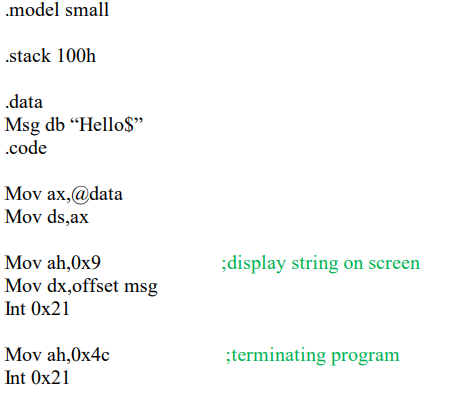 .model small
.stack 100h
.data
Msg db “Hello$”
.code
Mov ax,@data
Mov ds,ax
Mov ah,0x9 ;display string on screen
Mov dx,offset msg
Int 0x21
Mov ah,0x4c ;terminating program
Int 0x21